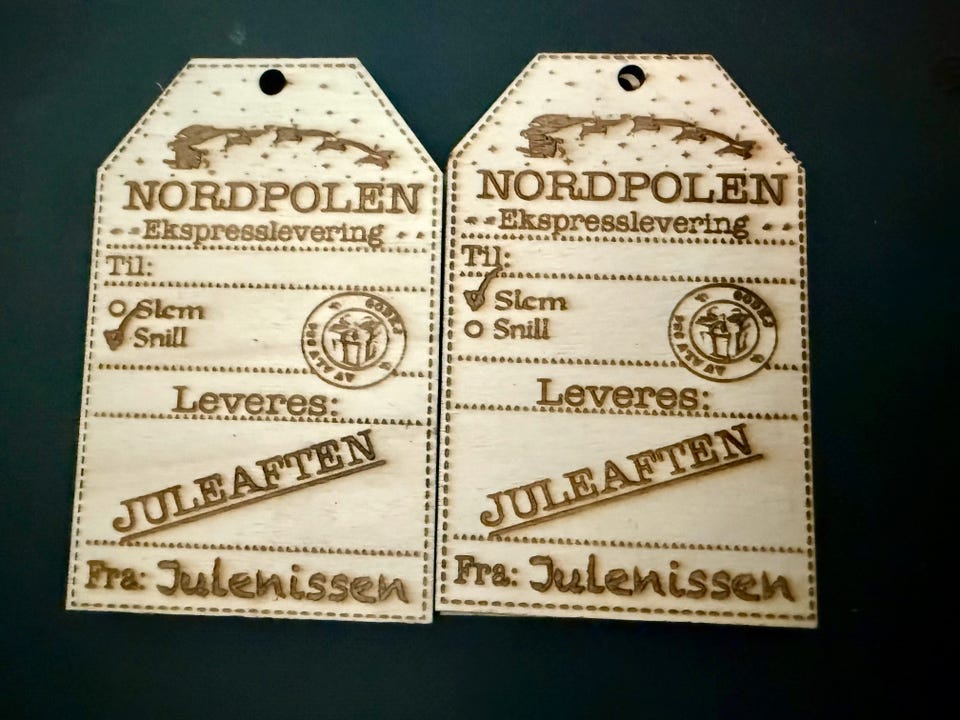 NORDPOLEN
Ekspresslevering
Til:
Slem
Snill
Leveres:
JULEAFTEN
Fra: Julenissen
NORDPOLEN
Ekspresslevering
Til:
Slem
Snill
Leveres:
JULEAFTEN
Fra: Julenissen